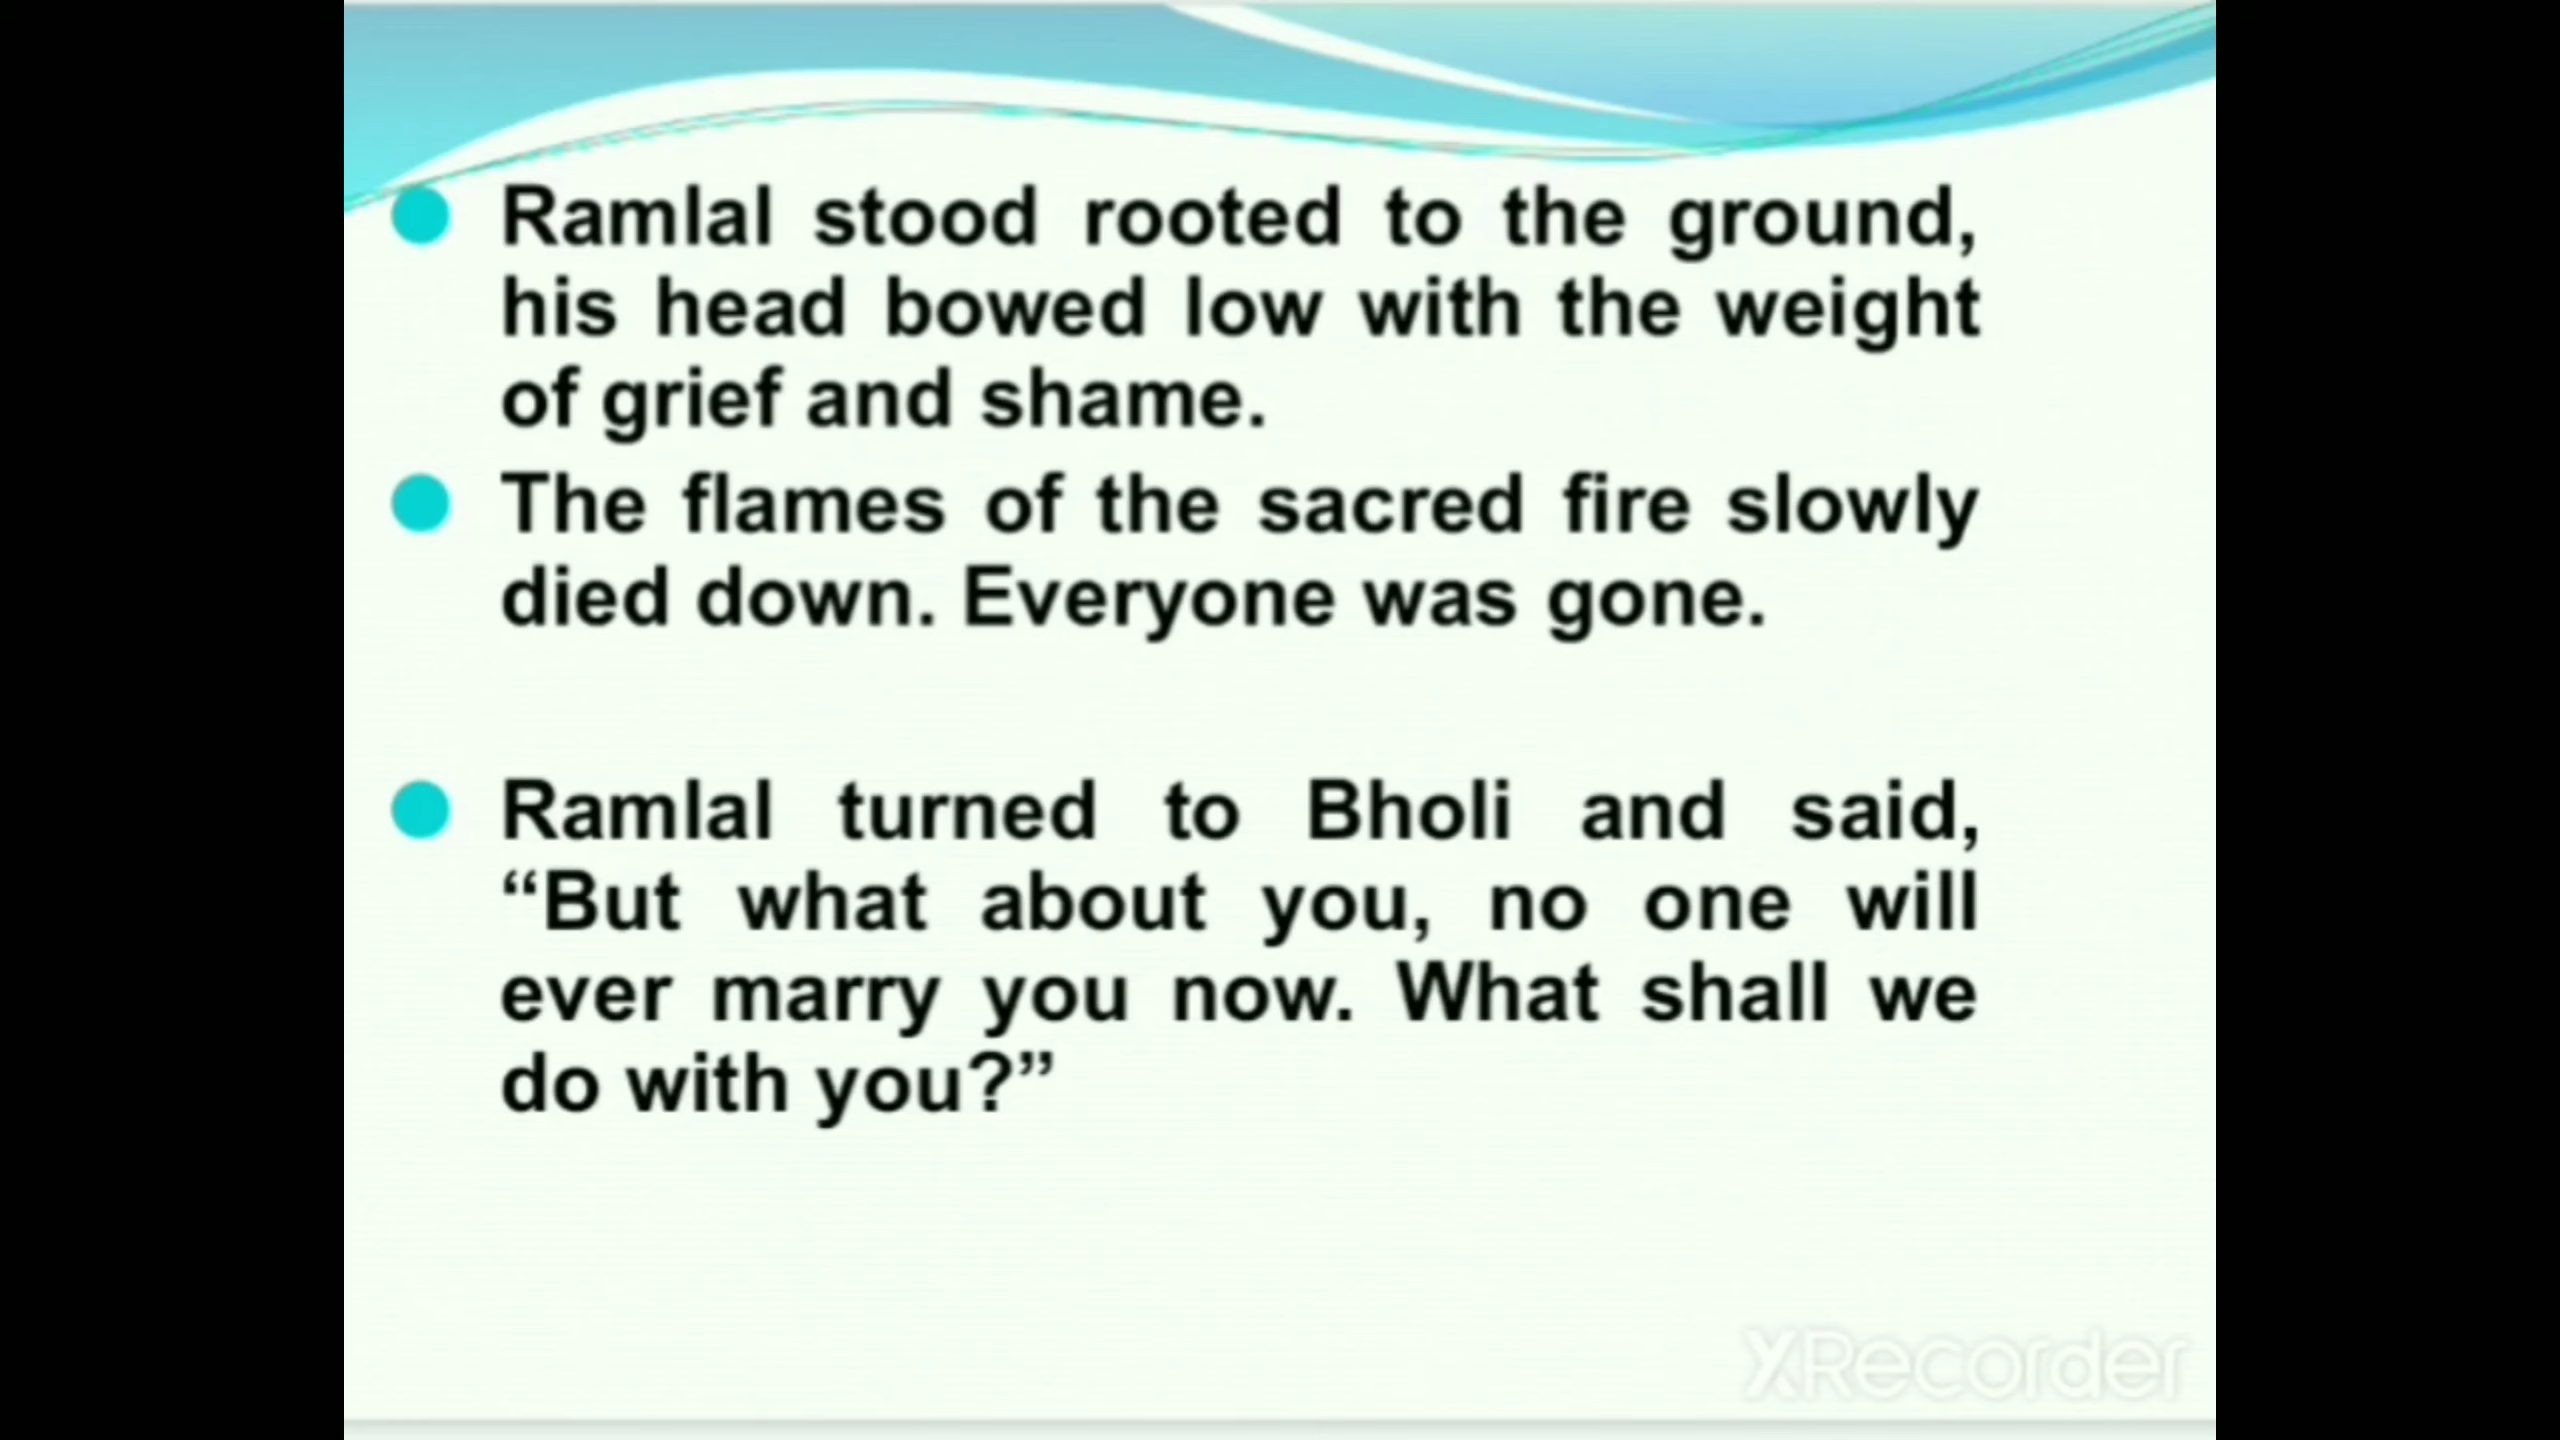 Ramlal stood rooted to the ground,
his head bowed low with the weight
of grief and shame.
The flames of the sacred fire slowly
died down. Everyone was gone.
Ramlal turned to Bholi and said,
“But what about you, no one will
ever marry you now. What shall we
do with you?”
XRecorder